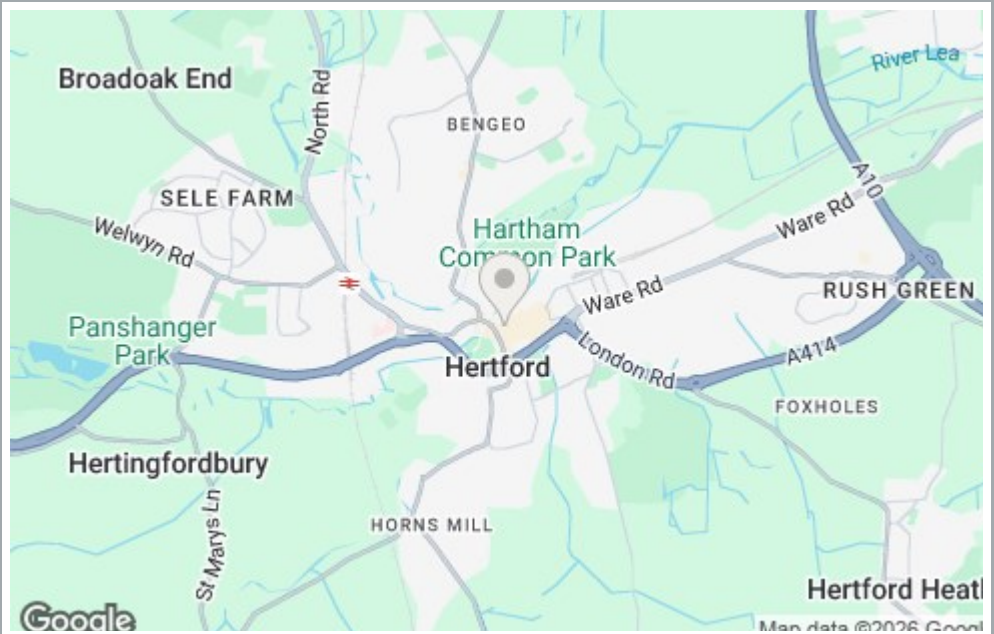 River Lea
Broadoak End
North Rd
BENGEO
A10
SELE FARM
Ware Rd
Welwyn Rd
Hartham
Common Park
Ware Rd
RUSH GREEN
Panshanger
Park
London Rd
A414
Hertford
FOXHOLES
Hertingfordbury
St Marys Ln
HORNS MILL
Hertford Heat
Google
Map data ©2026 Googl